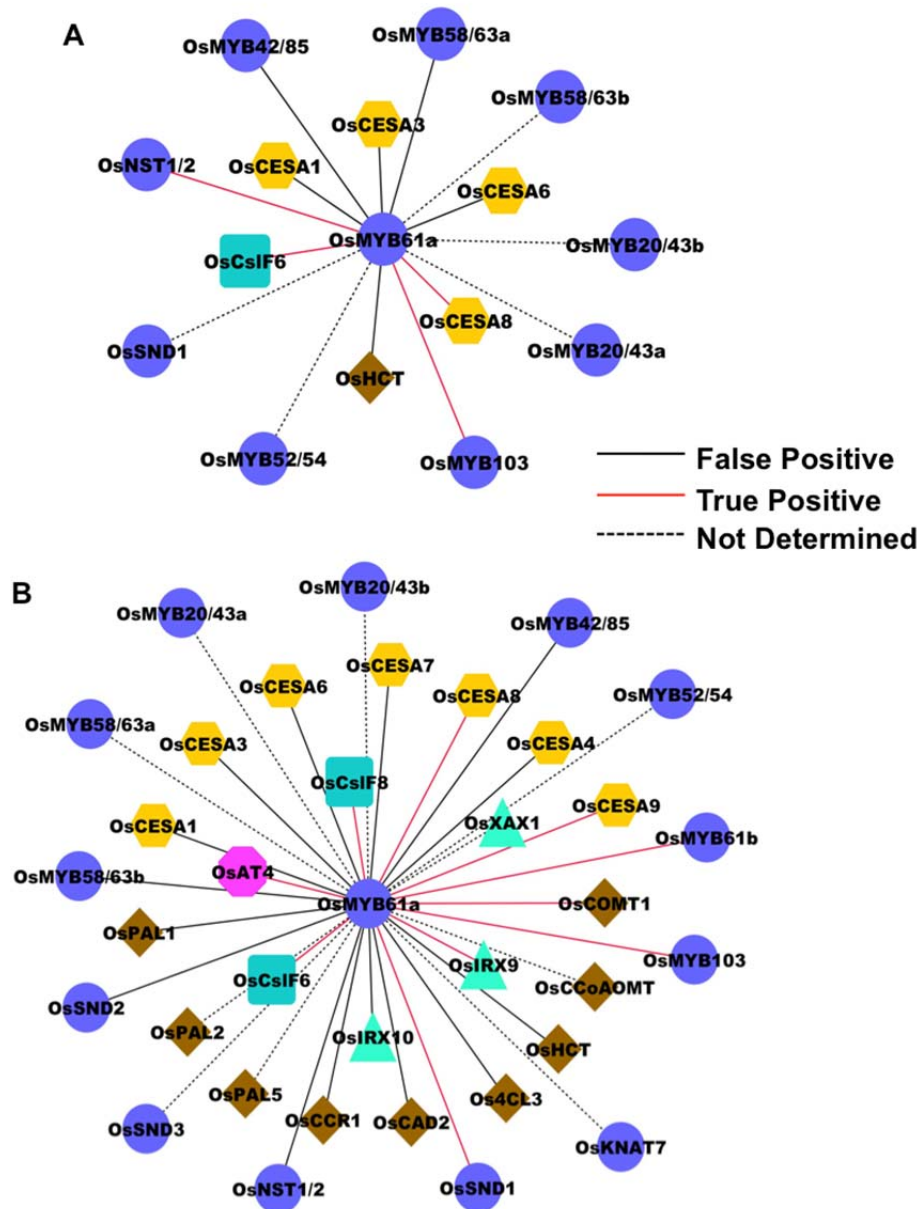 A
OsMYB42/85
OsMYB58/63a
OsMYB58/63b
OsCESA3
OsNST1/2
OsCESA1
OsCESA6
OsMYB61a
OsMYB20/43b
OsCslF6
OsCESA8
OsSND1
OsMYB20/43a
OsHCT
OsMYB52/54
OsMYB103
False Positive
True Positive
Not Determined
B
OsMYB20/43a
OsMYB20/43b
OsMYB42/85
OsCESA6
OsCESA7
OsCESA8
OsMYB52/54
OsMYB58/63a
OsCESA3
OsCESA4
OsCslF8
OsCESA1
OsXAX1
OsCESA9
OsMYB61b
OsMYB58/63b
OsAT4
OsMYB61a
OsCOMT1
OsPAL1
OsMYB103
OsCslF6
OsIRX9
OsCCoAOMT
OsSND2
OsPAL2
OsIRX10
OsHCT
OsPAL5
Os4CL3
OsCCR1
OsCAD2
OsSND3
OsKNAT7
OsNST1/2
OsSND1